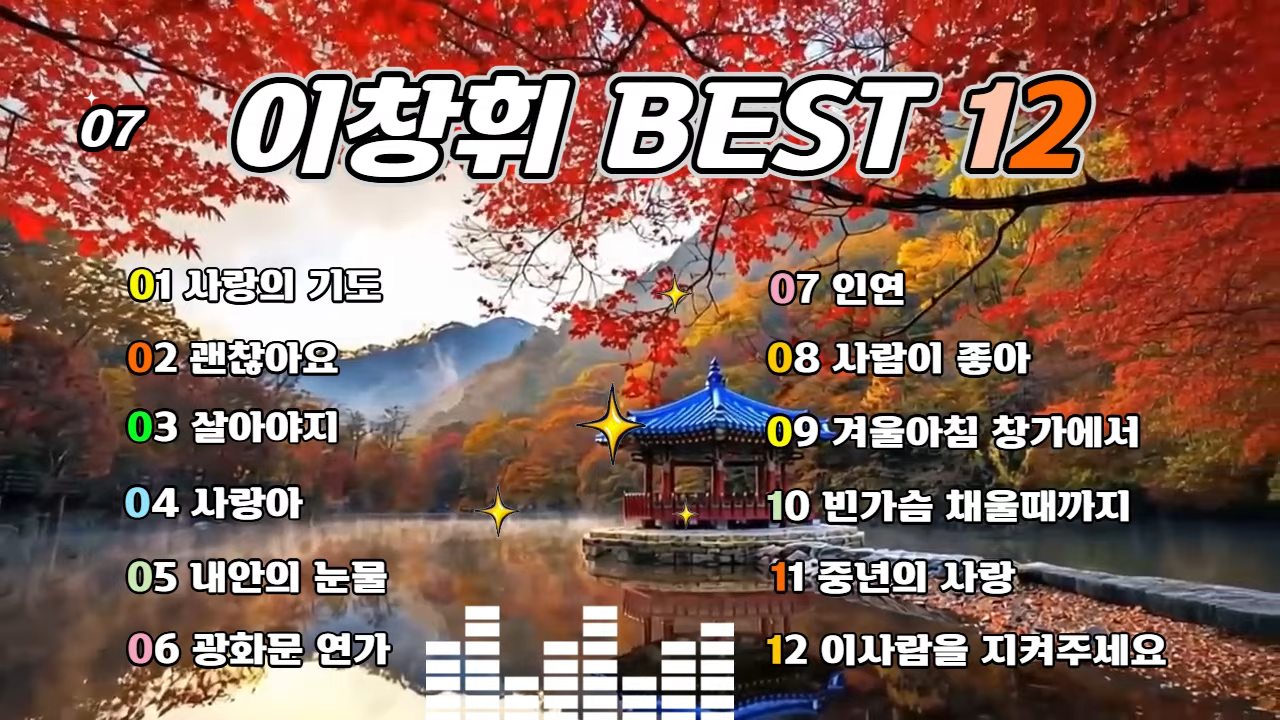 07
이창휘 BEST 12
01 사랑의 기도
02 괜찮아요
03 살아야지
04 사랑아
05 내안의 눈물
06 광화문 연가
07 인연
08 사람이 좋아
09 겨울아침 창가에서
10 빈가슴 채울때까지
11 중년의 사랑
12 이사람을 지켜주세요